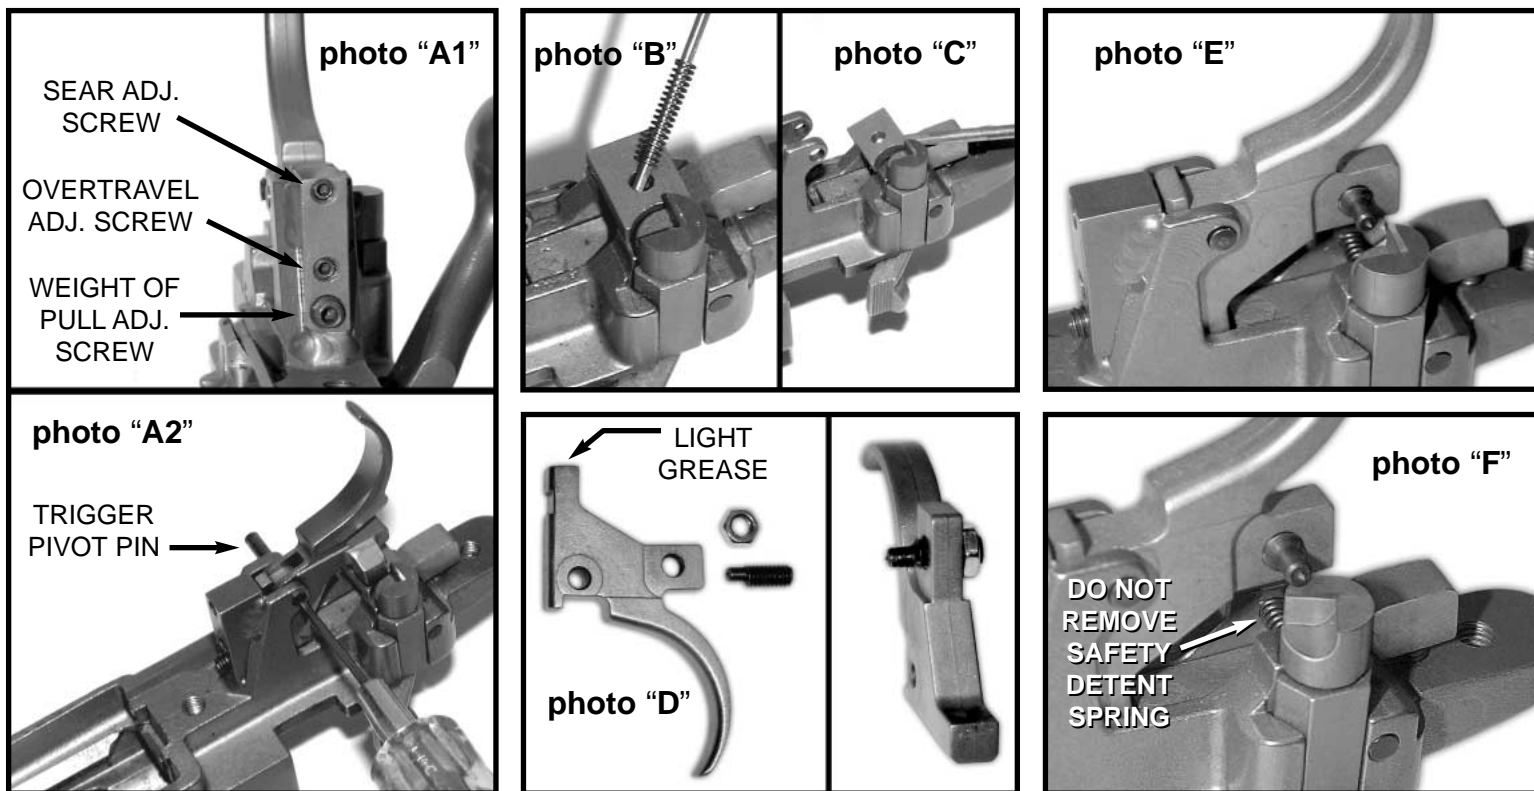 photo “A1”
SEAR ADJ.
SCREW
OVERTRAVEL
ADJ. SCREW
WEIGHT OF
PULL ADJ.
SCREW
photo “A2”
TRIGGER
PIVOT PIN
photo “B”
photo “C”
LIGHT
GREASE
photo “D”
photo “E”
photo “F”
DO NOT
REMOVE
SAFETY
DETENT
SPRING